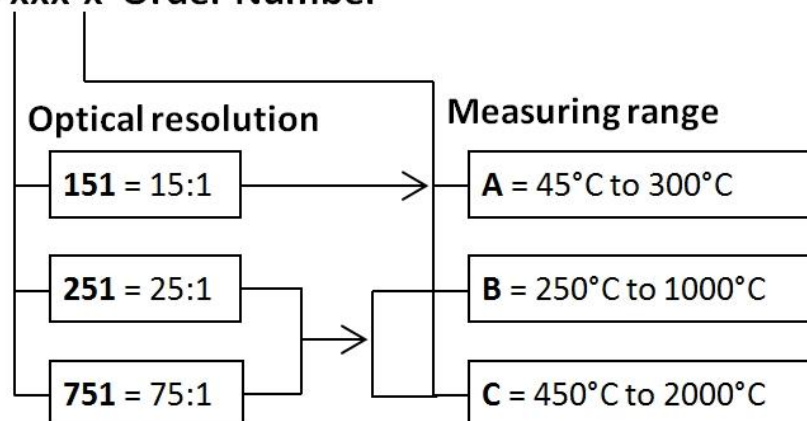 xxx-x Order Number
Optical resolution
Measuring range
151 = 15:1
A = 45°C to 300°C
251 = 25:1
B = 250°C to 1000°C
751 = 75:1
C = 450°C to 2000°C